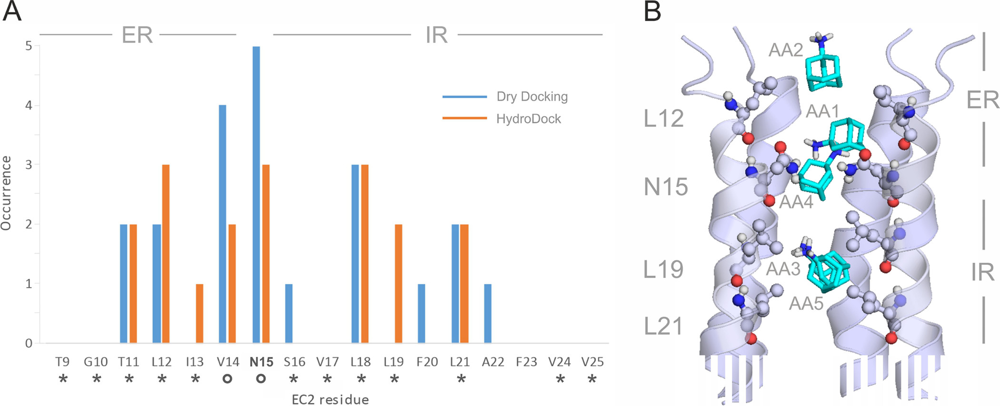 A
ER
IR
5
4
3
2
1
0
Occurrence
Dry Docking
HydroDock
T9 G10 T11 L12 I13 V14 N15 S16 V17 L18 L19 F20 L21 A22 F23 V24 V25
* * * * * o o * * * * * * *
EC2 residue
B
AA2
ER
AA1
L12
N15
AA4
L19
AA3
IR
AA5
L21